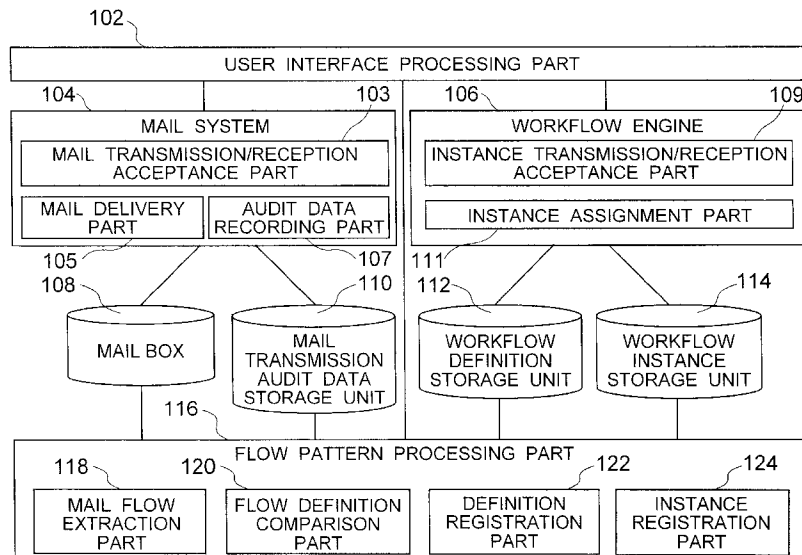 102
USER INTERFACE PROCESSING PART
104
103
106
109
MAIL SYSTEM
MAIL TRANSMISSION/RECEPTION
ACCEPTANCE PART
MAIL DELIVERY
PART
AUDIT DATA
RECORDING PART
WORKFLOW ENGINE
INSTANCE TRANSMISSION/RECEPTION
ACCEPTANCE PART
INSTANCE ASSIGNMENT PART
105
107
111
108
110
112
114
MAIL BOX
MAIL
TRANSMISSION
AUDIT DATA
STORAGE UNIT
WORKFLOW
DEFINITION
STORAGE UNIT
WORKFLOW
INSTANCE
STORAGE UNIT
116
FLOW PATTERN PROCESSING PART
118
120
122
124
MAIL FLOW
EXTRACTION
PART
FLOW DEFINITION
COMPARISON
PART
DEFINITION
REGISTRATION
PART
INSTANCE
REGISTRATION
PART